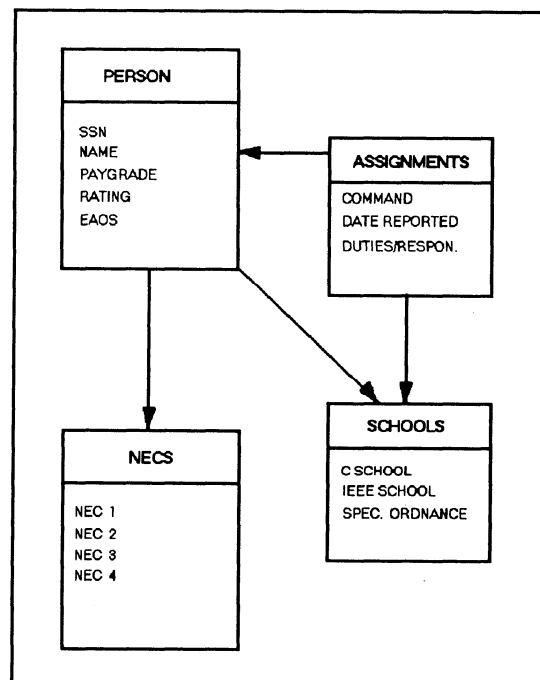 PERSON
SSN
NAME
PAYGRADE
RATING
EAOS
ASSIGNMENTS
COMMAND
DATE REPORTED
DUTIES/RESPON.
NECS
NEC 1
NEC 2
NEC 3
NEC 4
SCHOOLS
C SCHOOL
IEEE SCHOOL
SPEC. ORDNANCE